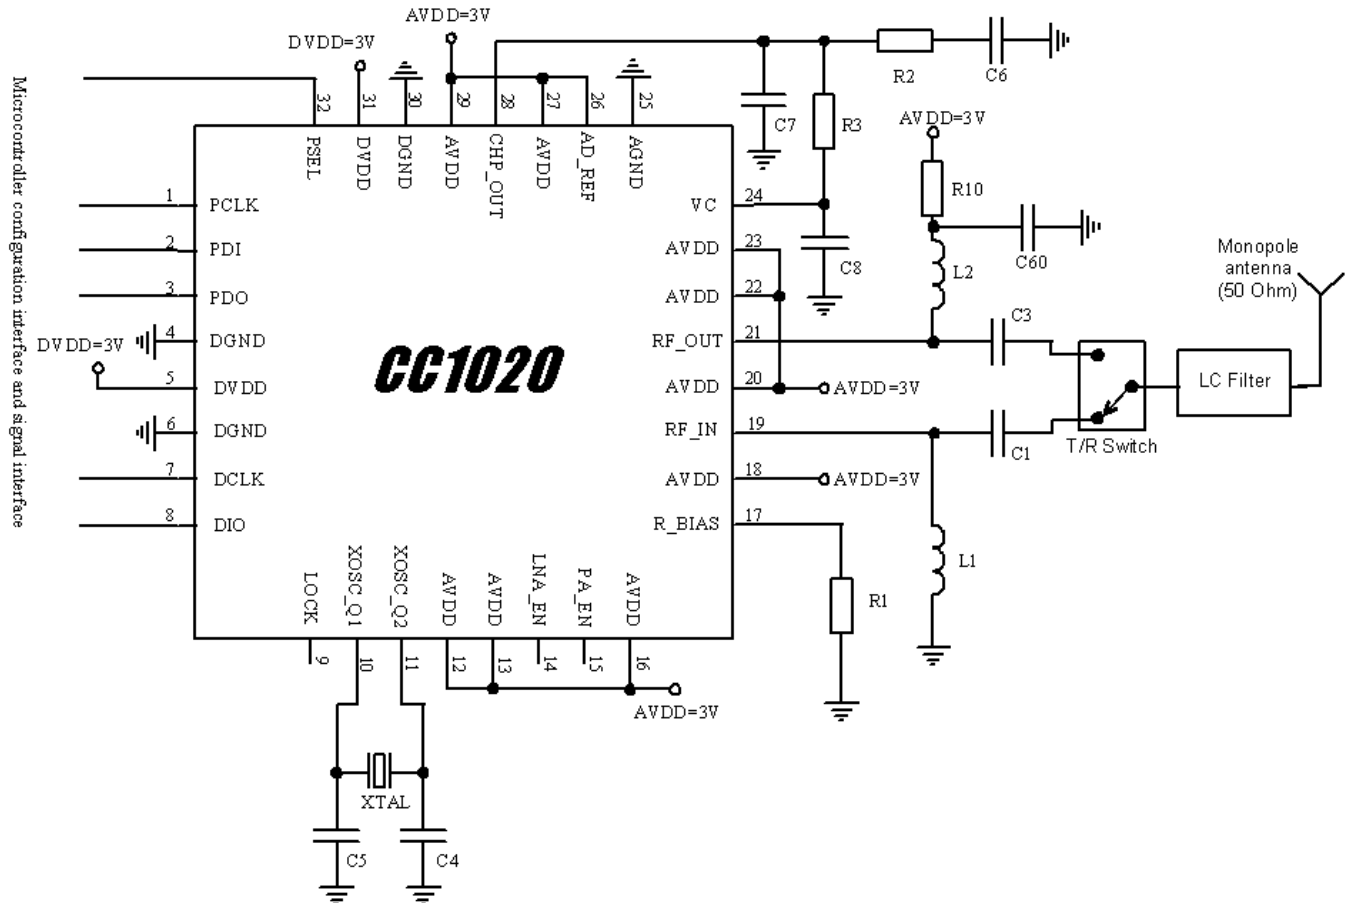 AVDD=3V
DVDD=3V
R2
C6
Microcontroller configuration interface and signal interface
32
31
30
29
28
27
26
25
C7
R3
AVDD=3V
PSEL
DVDD
DGND
AVDD
CHP_OUT
AVDD
AD_REF
AGND
R10
1
PCLK
VC
24
2
PDI
AVDD
23
C8
C60
L2
Monopole
antenna
(50 Ohm)
3
PDO
AVDD
22
C3
DVDD=3V
4
DGND
RF_OUT
21
CC1020
5
DVDD
AVDD
20
AVDD=3V
LC Filter
6
DGND
RF_IN
19
C1
T/R Switch
7
DCLK
AVDD
18
AVDD=3V
8
DIO
R_BIAS
17
LOCK
XOSC_Q1
XOSC_Q2
AVDD
AVDD
LNA_EN
PA_EN
AVDD
L1
R1
9
10
11
12
13
14
15
16
AVDD=3V
XTAL
C5
C4